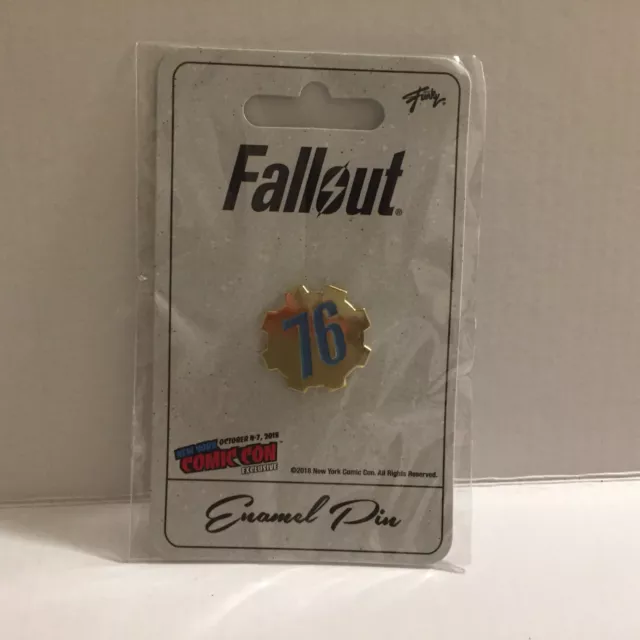 Fallout®
76
OCTOBER 4-7, 2018
NEW YORK
COMIC CON
EXCLUSIVE
©2018 New York Comic Con. All Rights Reserved.
Enamel Pin